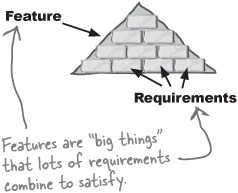 Feature
Requirements
Features are "big things"
that lots of requirements
combine to satisfy.